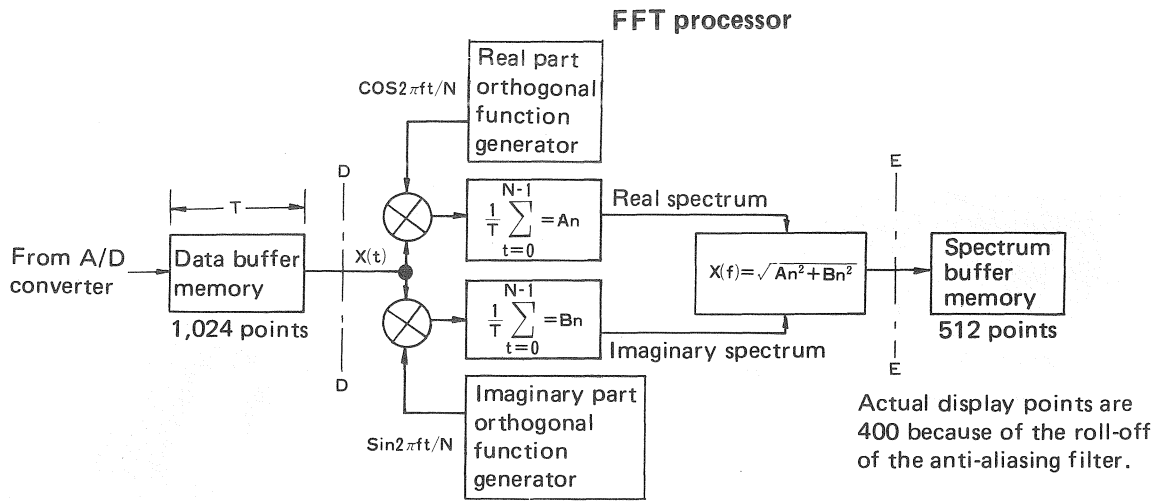 FFT processor
COS2πft/N
Real part
orthogonal
function
generator
D
E
T
N-1
1/T ∑ =An
t=0
Real spectrum
From A/D
converter
Data buffer
memory
1,024 points
X(t)
X(f)=√An²+Bn²
Spectrum
buffer
memory
512 points
N-1
1/T ∑ =Bn
t=0
Imaginary spectrum
D
E
Sin2πft/N
Imaginary part
orthogonal
function
generator
Actual display points are
400 because of the roll-off
of the anti-aliasing filter.